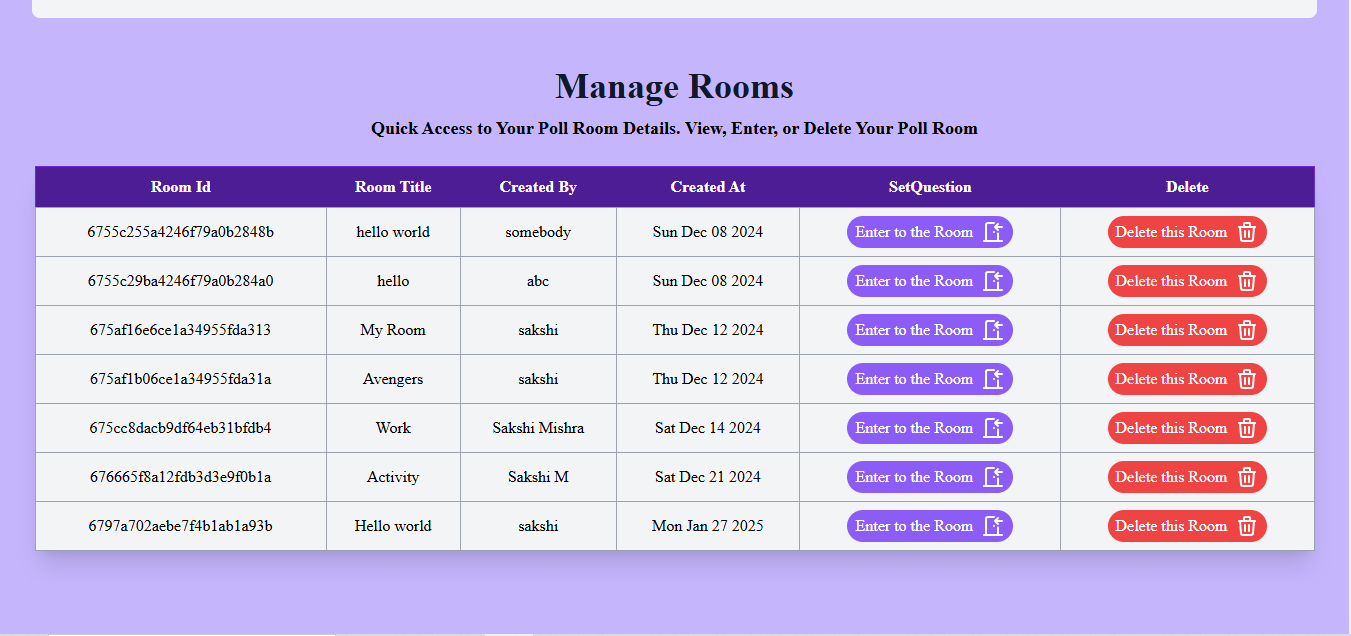 Manage Rooms
Quick Access to Your Poll Room Details. View, Enter, or Delete Your Poll Room
Room Id Room Title Created By Created At SetQuestion Delete
6755c255a4246f79a0b2848b hello world somebody Sun Dec 08 2024 Enter to the Room Delete this Room
6755c29ba4246f79a0b284a0 hello abc Sun Dec 08 2024 Enter to the Room Delete this Room
675af16e6ce1a34955fda313 My Room sakshi Thu Dec 12 2024 Enter to the Room Delete this Room
675af1b06ce1a34955fda31a Avengers sakshi Thu Dec 12 2024 Enter to the Room Delete this Room
675cc8dacb9df64eb31bfdb4 Work Sakshi Mishra Sat Dec 14 2024 Enter to the Room Delete this Room
676665f8a12fdb3d3e9f0b1a Activity Sakshi M Sat Dec 21 2024 Enter to the Room Delete this Room
6797a702aebe7f4b1ab1a93b Hello world sakshi Mon Jan 27 2025 Enter to the Room Delete this Room